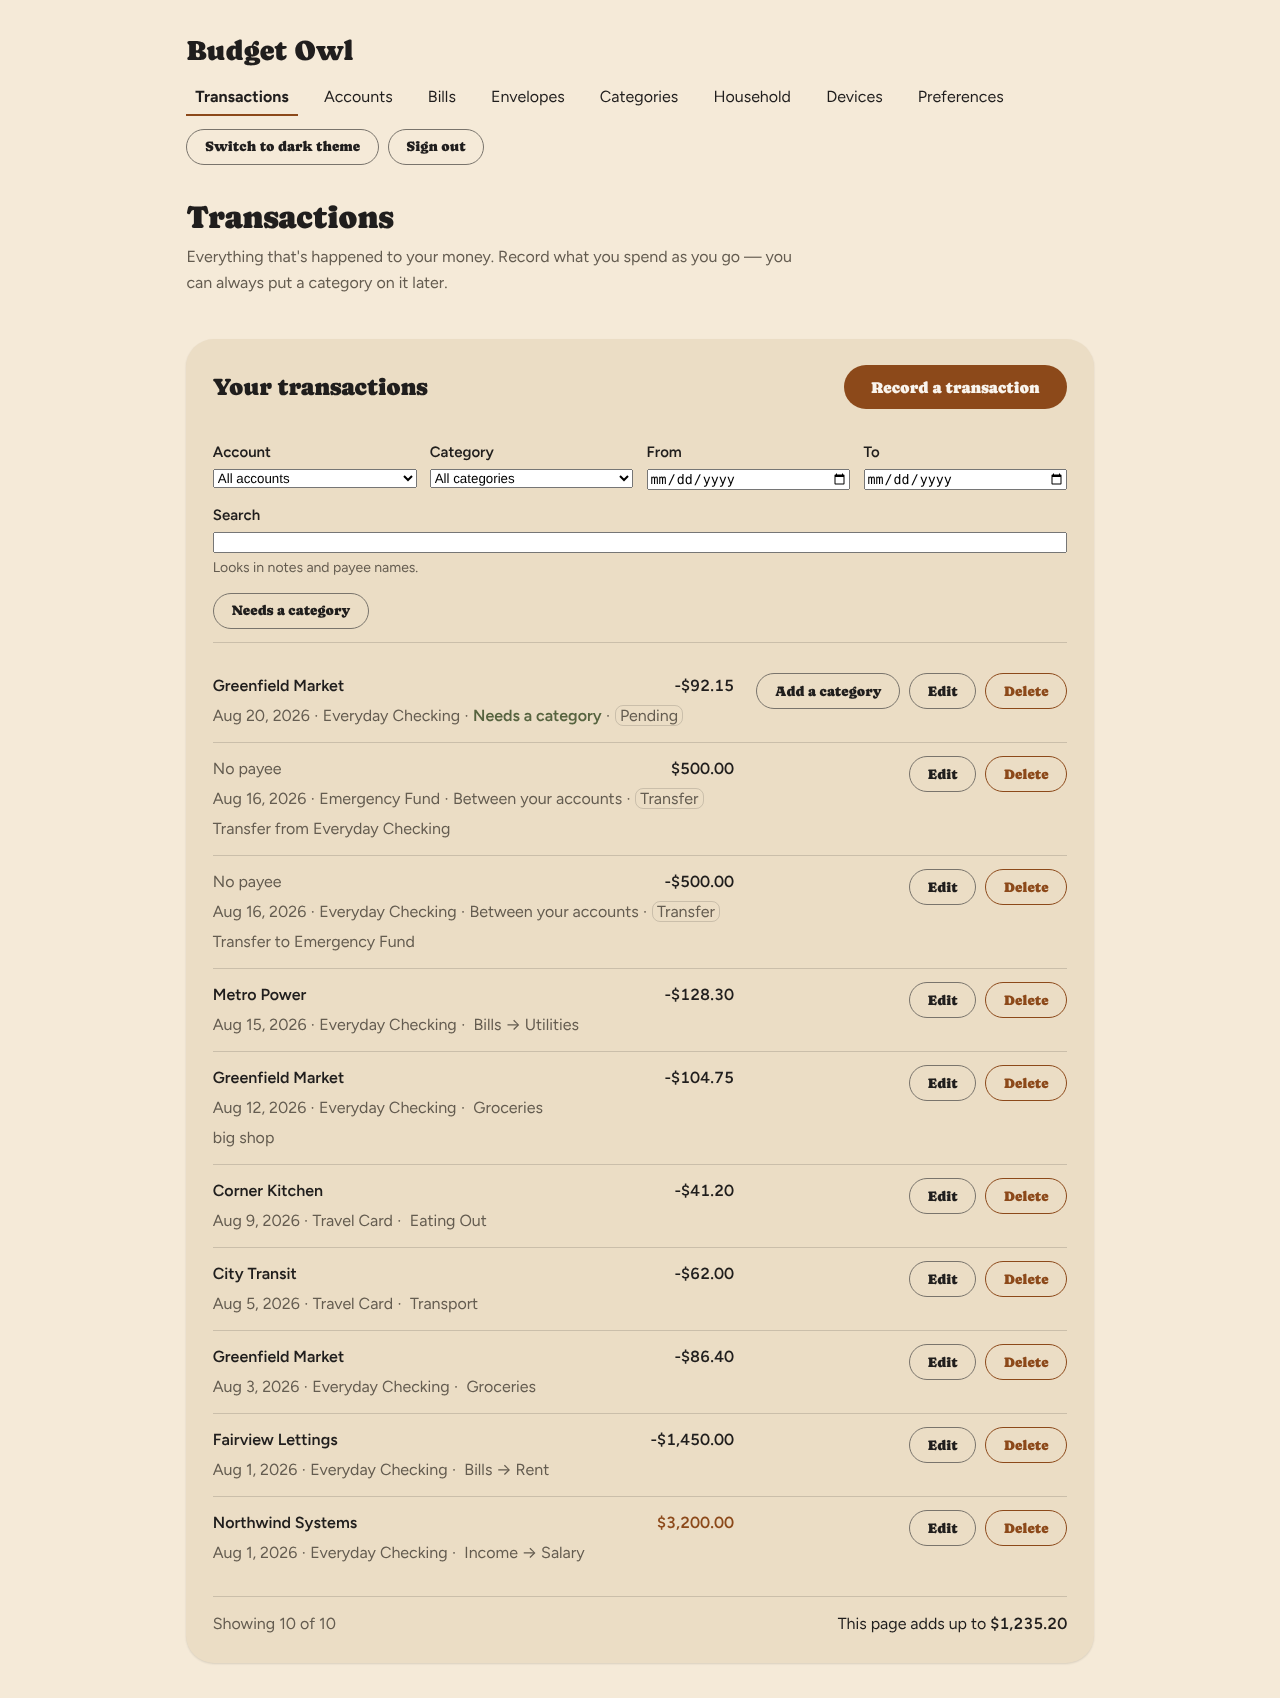 Budget Owl
Transactions Accounts Bills Envelopes Categories Household Devices Preferences
Switch to dark theme Sign out
Transactions
Everything that's happened to your money. Record what you spend as you go — you
can always put a category on it later.
Your transactions Record a transaction
Account Category From To
All accounts All categories mm/dd/yyyy mm/dd/yyyy
Search
Looks in notes and payee names.
Needs a category
Greenfield Market -$92.15 Add a category Edit Delete
Aug 20, 2026 · Everyday Checking · Needs a category · Pending
No payee $500.00 Edit Delete
Aug 16, 2026 · Emergency Fund · Between your accounts · Transfer
Transfer from Everyday Checking
No payee -$500.00 Edit Delete
Aug 16, 2026 · Everyday Checking · Between your accounts · Transfer
Transfer to Emergency Fund
Metro Power -$128.30 Edit Delete
Aug 15, 2026 · Everyday Checking · Bills → Utilities
Greenfield Market -$104.75 Edit Delete
Aug 12, 2026 · Everyday Checking · Groceries
big shop
Corner Kitchen -$41.20 Edit Delete
Aug 9, 2026 · Travel Card · Eating Out
City Transit -$62.00 Edit Delete
Aug 5, 2026 · Travel Card · Transport
Greenfield Market -$86.40 Edit Delete
Aug 3, 2026 · Everyday Checking · Groceries
Fairview Lettings -$1,450.00 Edit Delete
Aug 1, 2026 · Everyday Checking · Bills → Rent
Northwind Systems $3,200.00 Edit Delete
Aug 1, 2026 · Everyday Checking · Income → Salary
Showing 10 of 10 This page adds up to $1,235.20